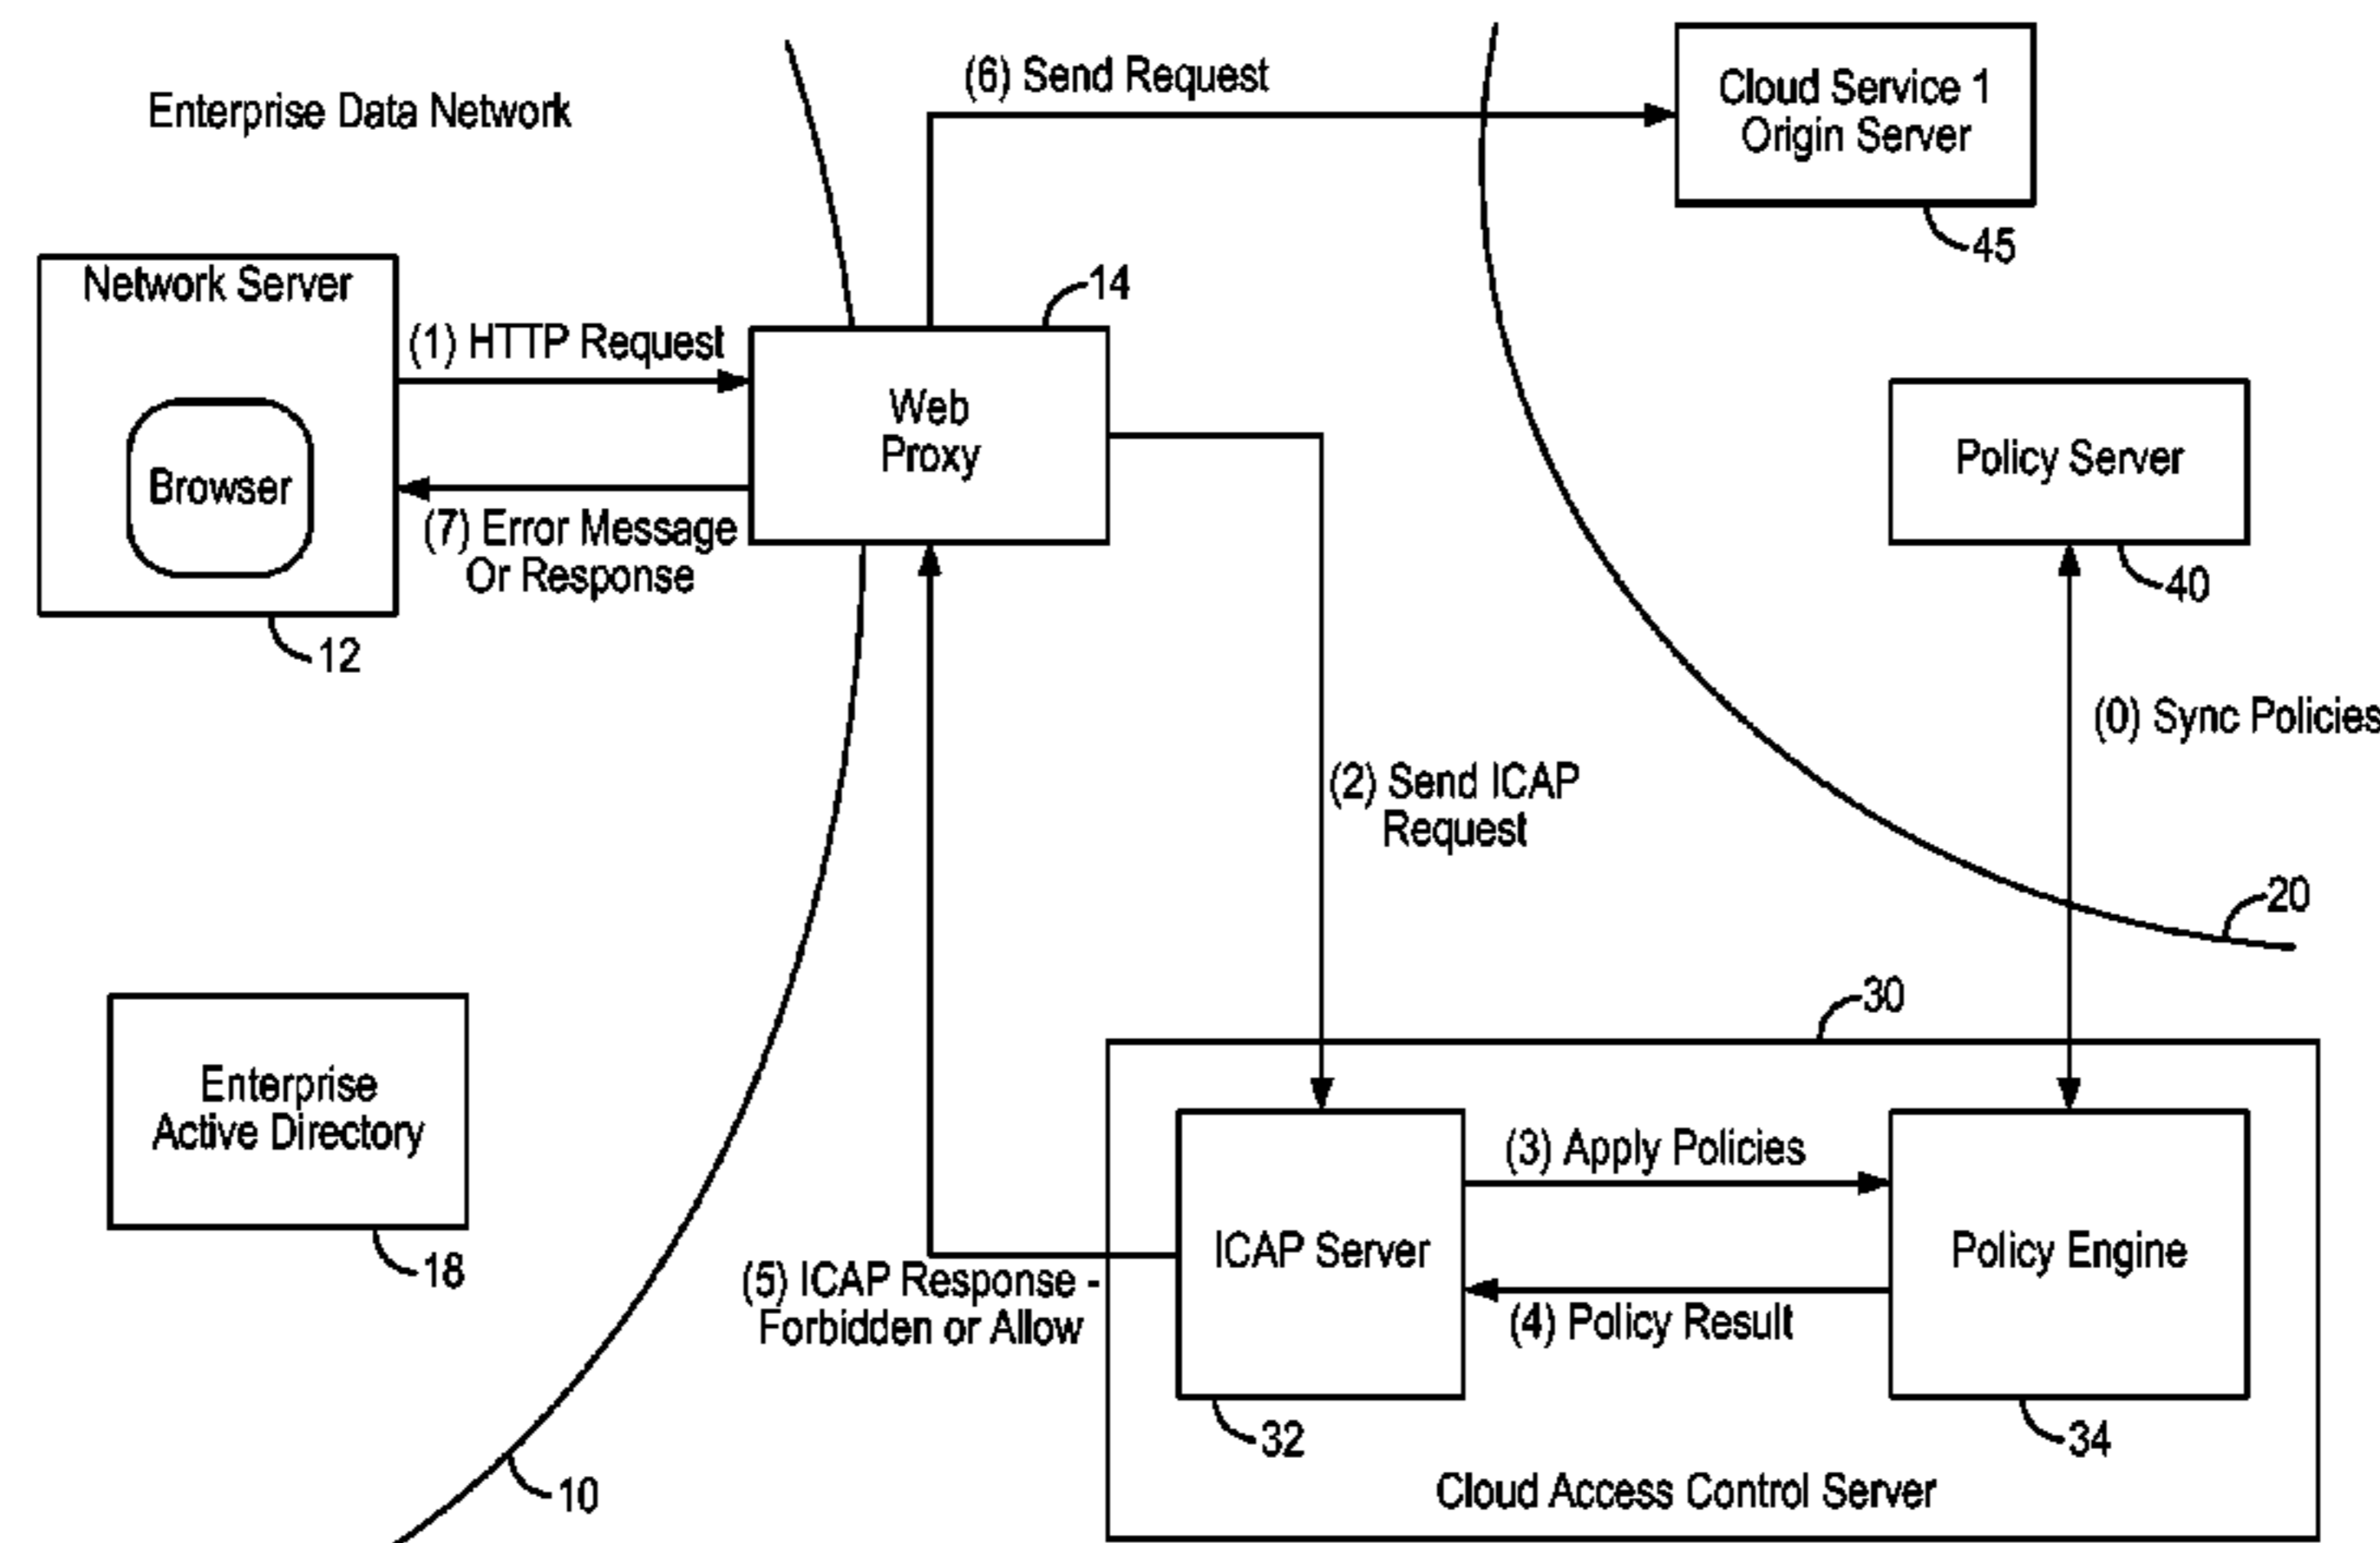 Enterprise Data Network
(6) Send Request
Cloud Service 1
Origin Server
45
Network Server
Browser
12
(1) HTTP Request
(7) Error Message
Or Response
14
Web
Proxy
Policy Server
40
(0) Sync Policies
(2) Send ICAP
Request
20
30
Enterprise
Active Directory
18
(5) ICAP Response -
Forbidden or Allow
ICAP Server
32
(3) Apply Policies
(4) Policy Result
Policy Engine
34
Cloud Access Control Server
10